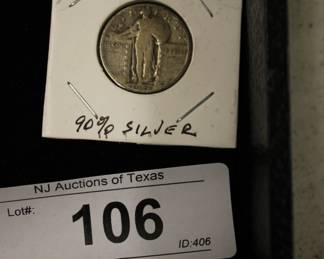 90% SILVER
NJ Auctions of Texas
Lot#:
106
ID:406